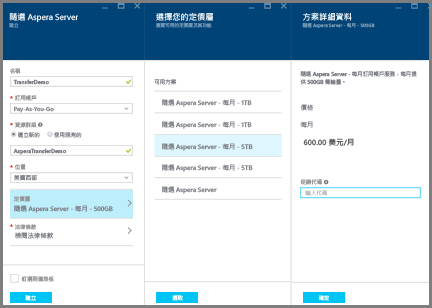 隨選 Aspera Server
建立
名稱
TransferDemo
* 訂用帳戶
Pay-As-You-Go
* 資源群組
建立新的 使用現有的
AsperaTransferDemo
* 位置
美國西部
定價層
隨選 Aspera Server - 每月 - 500GB
* 法律條款
檢閱法律條款
釘選到儀表板
建立
選擇您的定價層
瀏覽可用的定價層及其功能
可用方案
隨選 Aspera Server - 每月 - 1TB
隨選 Aspera Server - 每月 - 1TB
隨選 Aspera Server - 每月 - 5TB
隨選 Aspera Server - 每月 - 5TB
隨選 Aspera Server
選取
方案詳細資料
隨選 Aspera Server - 每月 - 500GB
隨選 Aspera Server - 每月訂用帳戶服務 - 每月提
供 500GB 傳輸量。
價格
每月
600.00 美元/月
促銷代碼
輸入代碼
確定